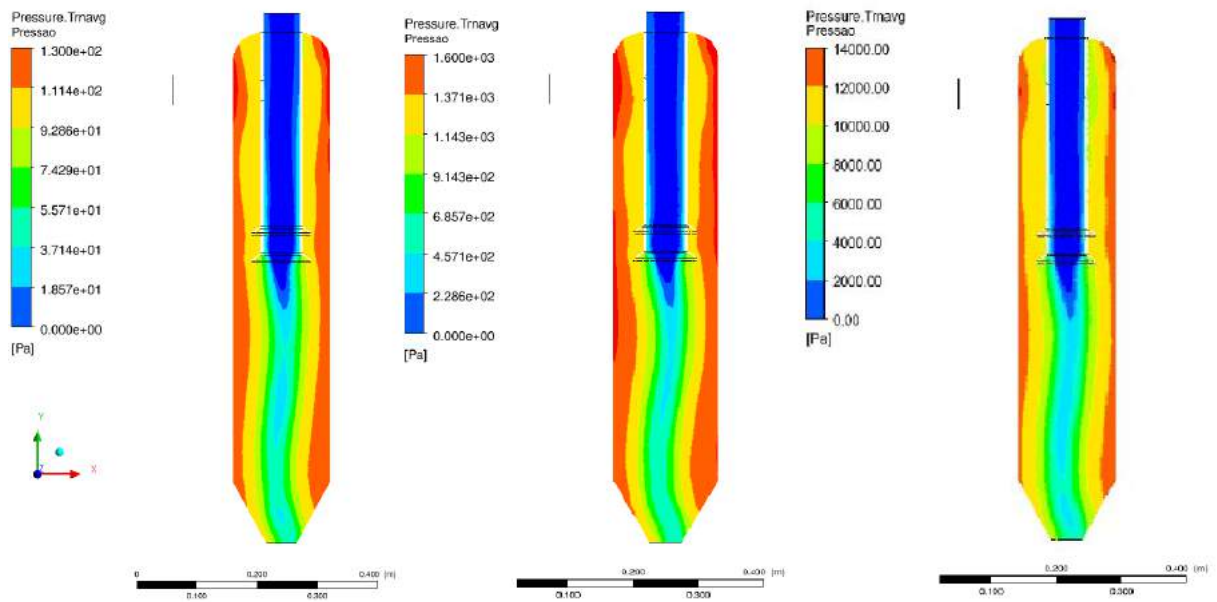 Pressure.Trnavg
Pressao
1.300e+02
1.114e+02
9.286e+01
7.429e+01
5.571e+01
3.714e+01
1.857e+01
0.000e+00
[Pa]
Y
X
Z
0
0.200
0.400 (m)
0.100
0.300
Pressure.Trnavg
Pressao
1.600e+03
1.371e+03
1.143e+03
9.143e+02
6.857e+02
4.571e+02
2.286e+02
0.000e+00
[Pa]
0.200
0.400 (m)
0.100
0.300
Pressure.Trnavg
Pressao
14000.00
12000.00
10000.00
8000.00
6000.00
4000.00
2000.00
0.00
[Pa]
0.200
0.400 (m)
0.100
0.300